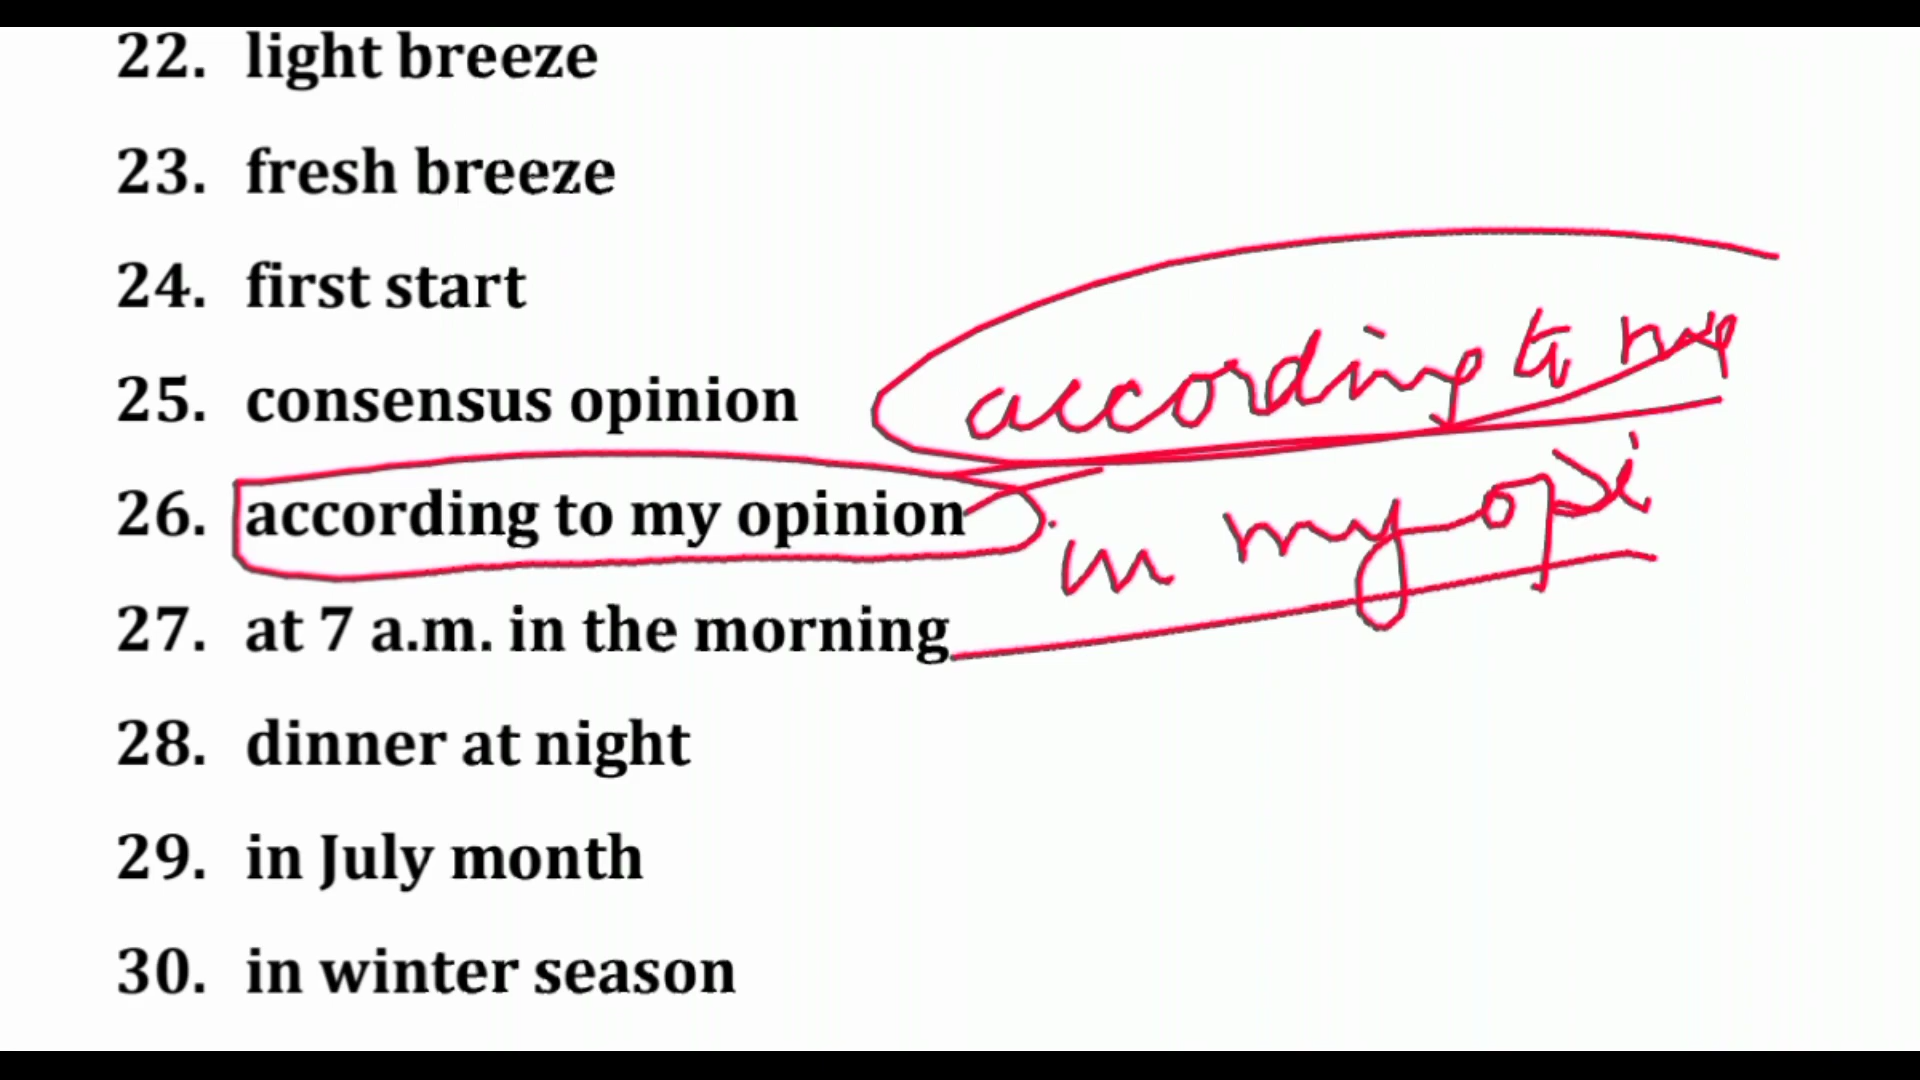 22. light breeze
23. fresh breeze
24. first start
according to my
25. consensus opinion
in my opi
26. according to my opinion
27. at 7 a.m. in the morning
28. dinner at night
29. in July month
30. in winter season